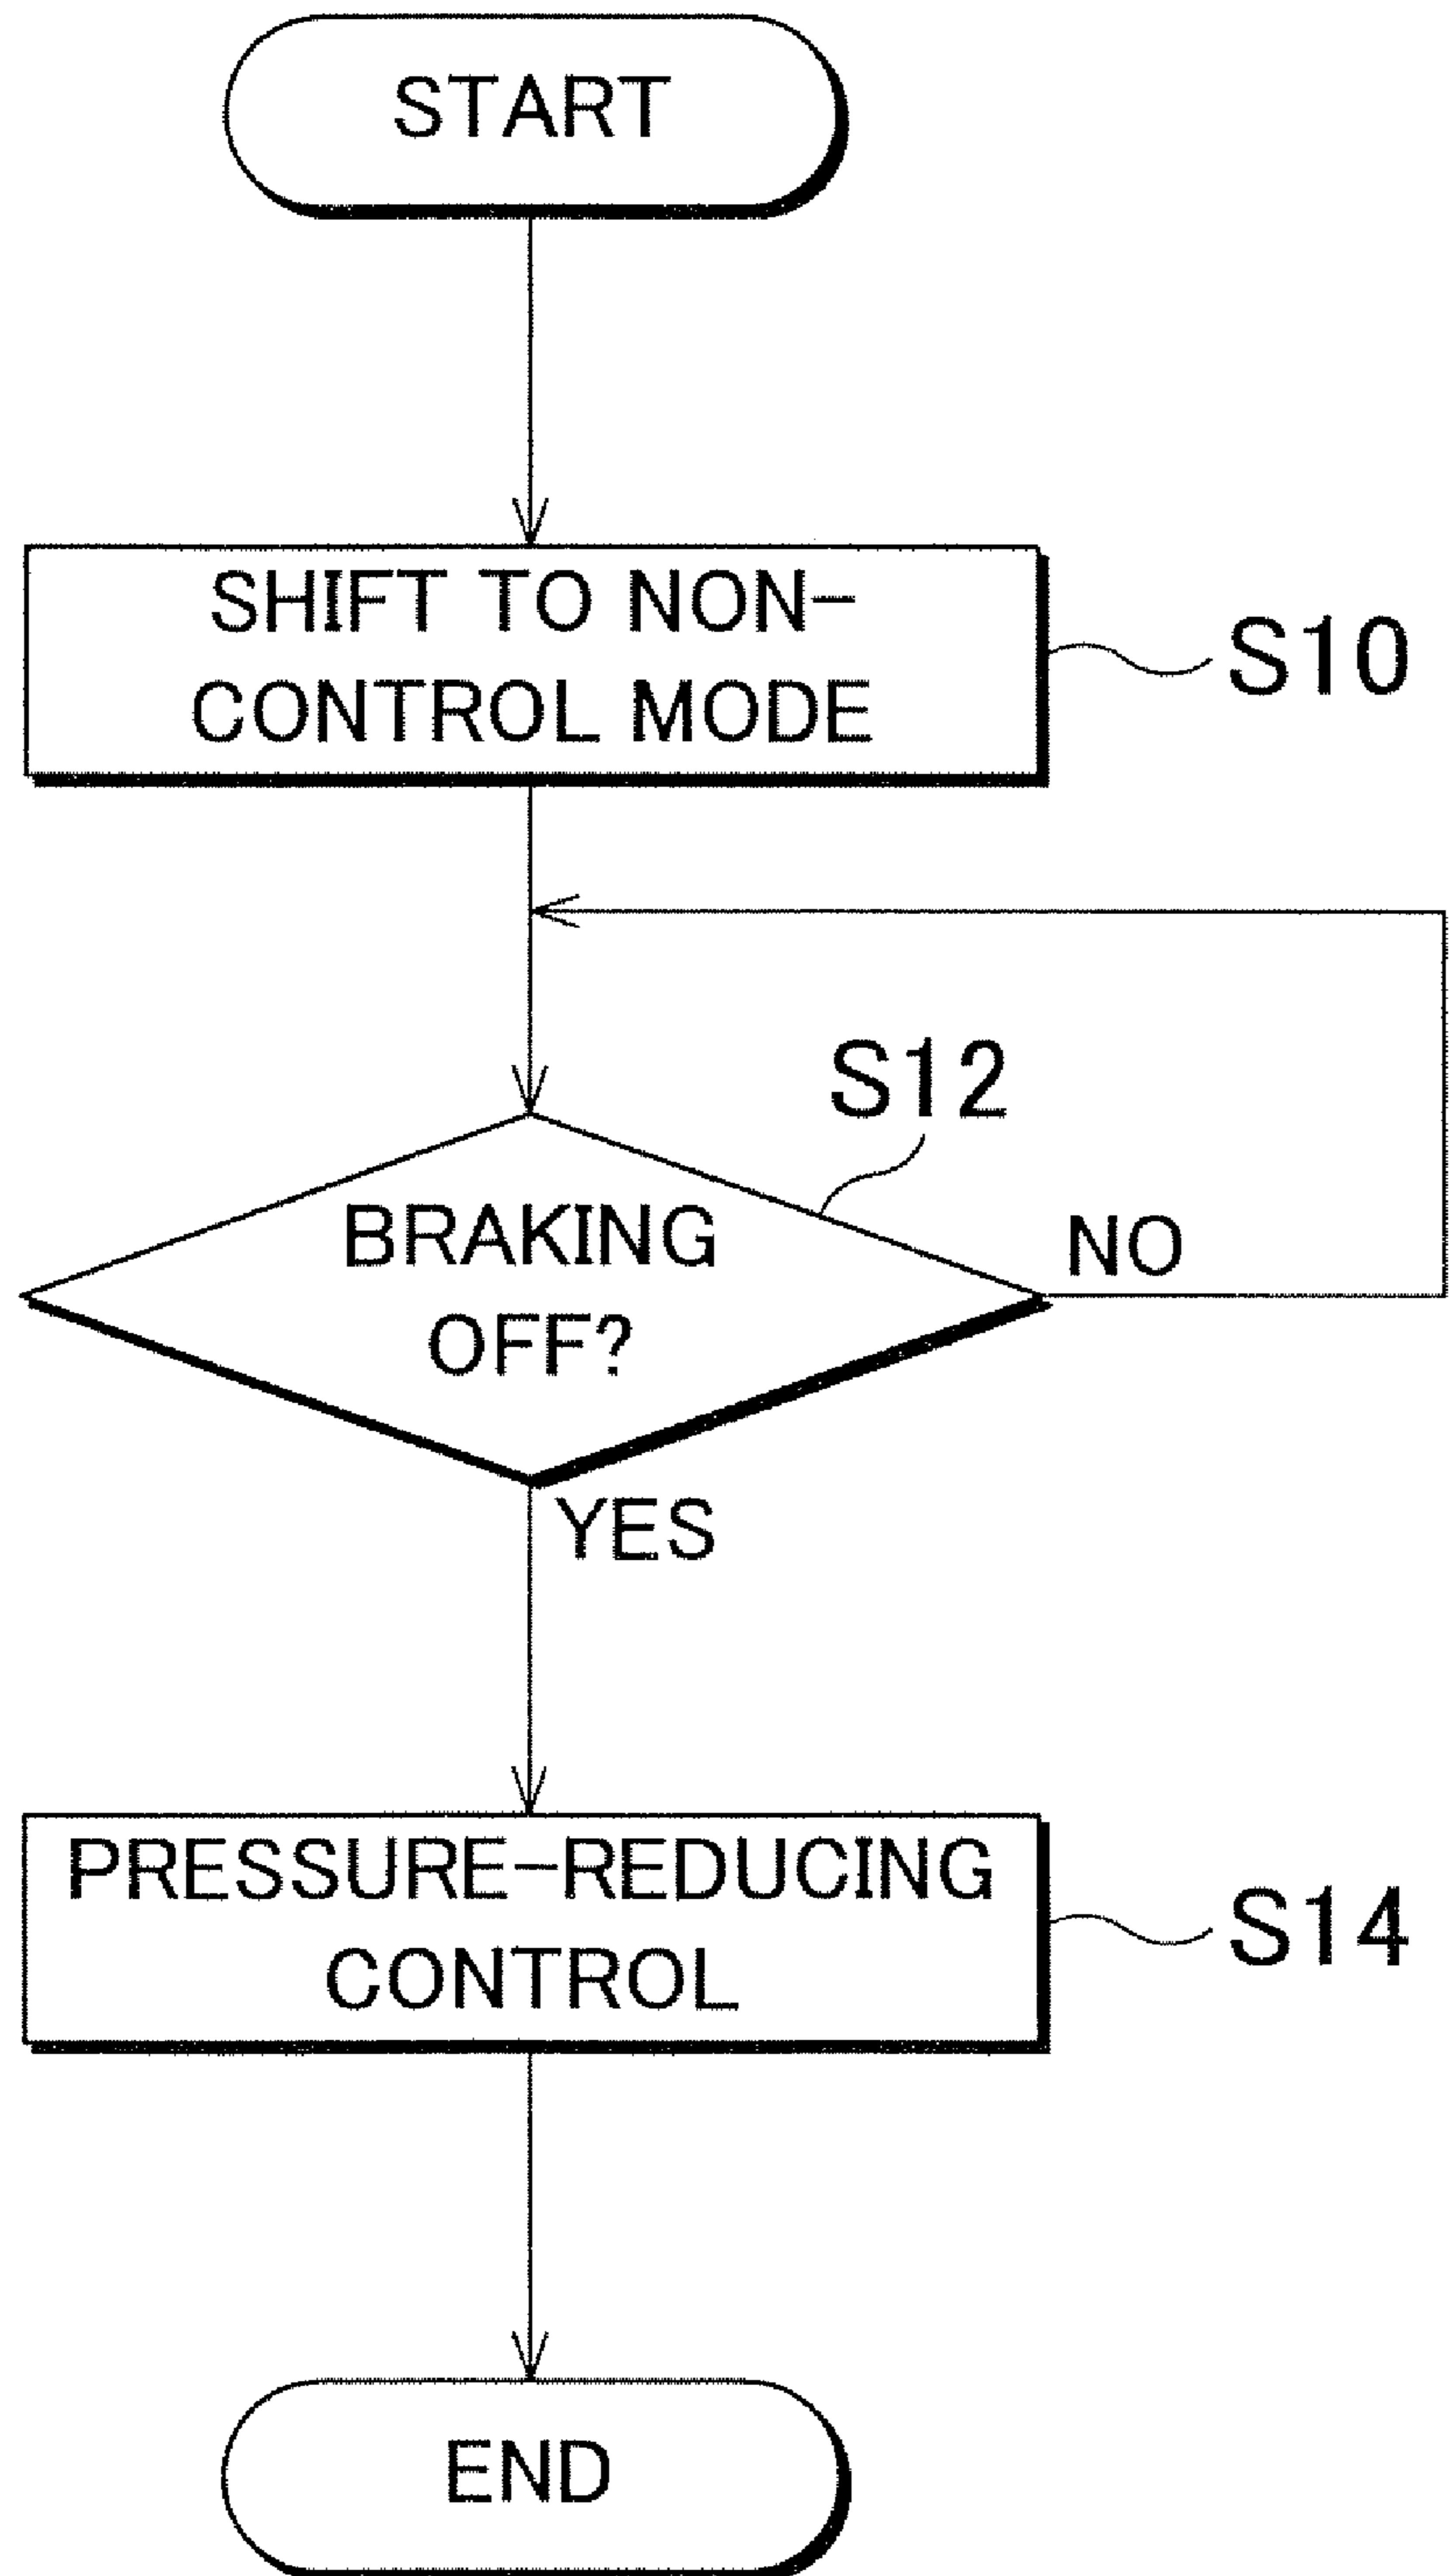 START
SHIFT TO NON-
CONTROL MODE
S10
S12
BRAKING
OFF?
NO
YES
PRESSURE-REDUCING
CONTROL
S14
END